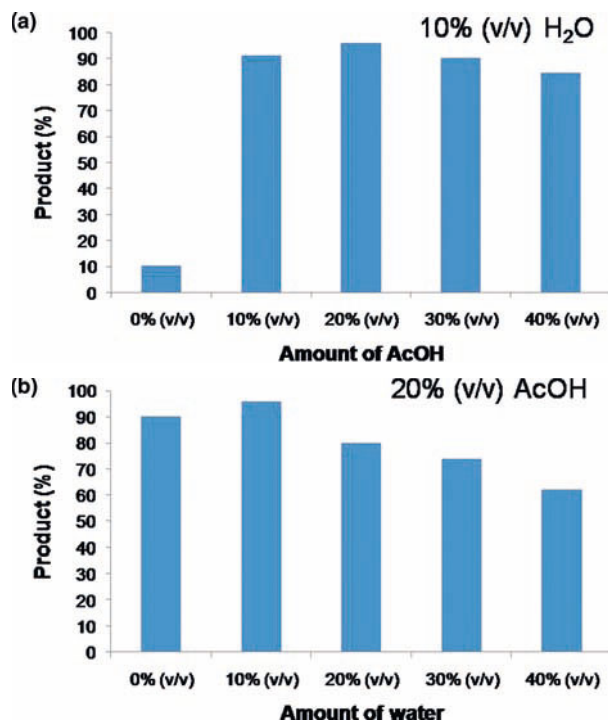 (a)
10% (v/v) H₂O
Product (%)
100
90
80
70
60
50
40
30
20
10
0
0% (v/v) 10% (v/v) 20% (v/v) 30% (v/v) 40% (v/v)
Amount of AcOH
(b)
20% (v/v) AcOH
Product (%)
100
90
80
70
60
50
40
30
20
10
0
0% (v/v) 10% (v/v) 20% (v/v) 30% (v/v) 40% (v/v)
Amount of water